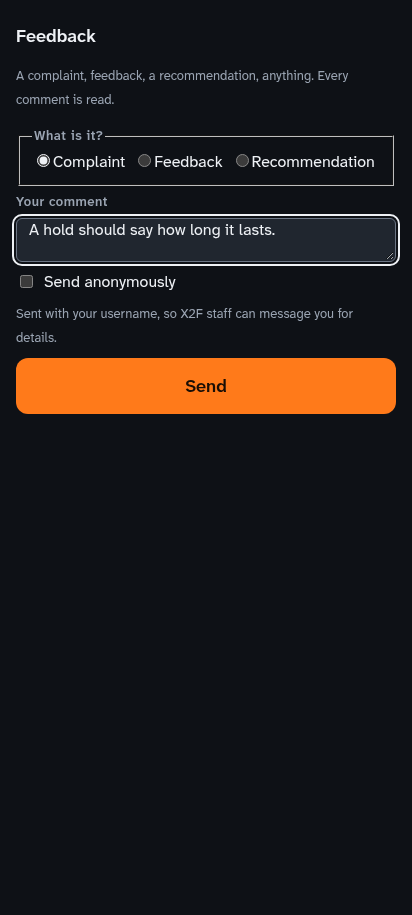 Feedback
A complaint, feedback, a recommendation, anything. Every
comment is read.
What is it?
Complaint Feedback Recommendation
Your comment
A hold should say how long it lasts.
Send anonymously
Sent with your username, so X2F staff can message you for
details.
Send